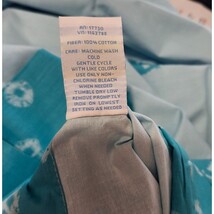 FIBER: 100% COTTON
CARE: MACHINE WASH
COLD
GENTLE CYCLE
WITH LIKE COLORS
USE ONLY NON-
CHLORINE BLEACH
WHEN NEEDED
TUMBLE DRY LOW
REMOVE PROMPTLY
IRON ON LOWEST
SETTING AS NEEDED